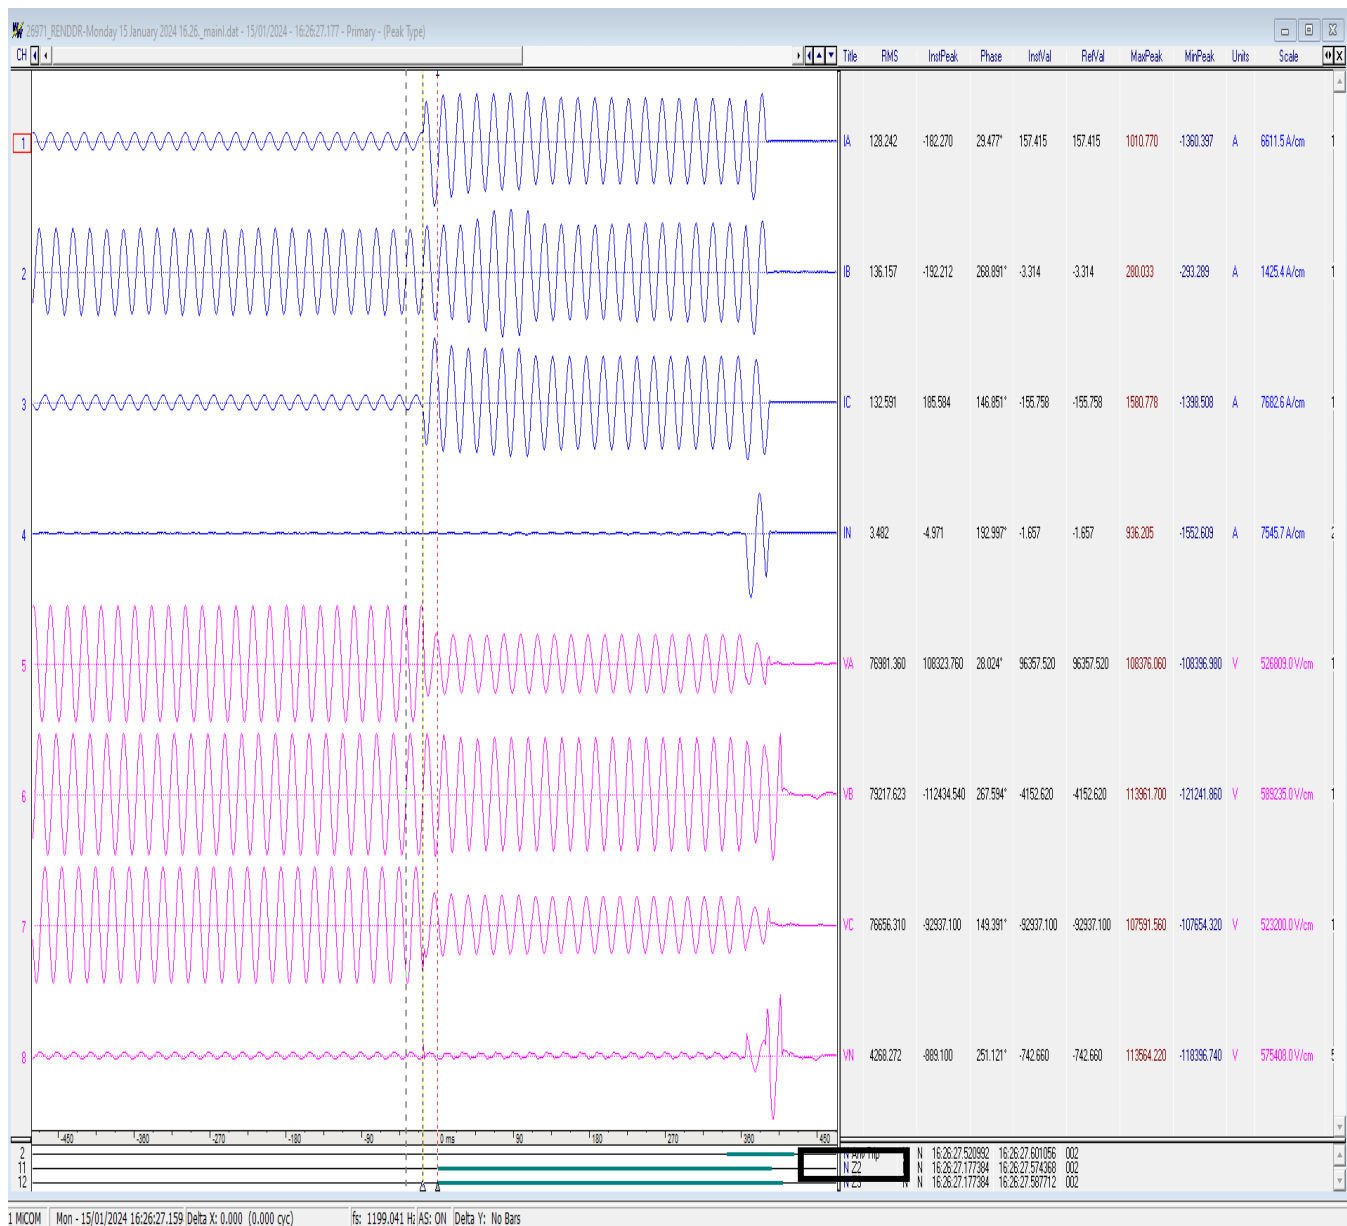 26971_RENDDR-Monday 15 January 2024 16.26._mainI.dat - 15/01/2024 - 16:26:27.177 - Primary - (Peak Type)
CH Title RMS InstPeak Phase InstVal RefVal MaxPeak MinPeak Units Scale
1 IA 128.242 -182.270 29.477° 157.415 157.415 1010.770 -1360.397 A 6611.5 A/cm 1
2 IB 136.157 -192.212 268.891° -3.314 -3.314 280.033 -293.289 A 1425.4 A/cm 1
3 IC 132.591 185.584 146.851° -155.758 -155.758 1580.778 -1398.508 A 7682.6 A/cm 1
4 IN 3.482 -4.971 192.997° -1.657 -1.657 936.205 -1552.609 A 7545.7 A/cm 2
5 VA 76981.360 108323.760 28.024° 96357.520 96357.520 108376.060 -108396.980 V 526809.0 V/cm 1
6 VB 79217.623 -112434.540 267.594° -4152.620 -4152.620 113961.700 -121241.860 V 589235.0 V/cm 1
7 VC 76656.310 -92937.100 149.391° -92937.100 -92937.100 107591.560 -107654.320 V 523200.0 V/cm 1
8 VN 4268.272 -889.100 251.121° -742.660 -742.660 113564.220 -118396.740 V 575408.0 V/cm 5
-450 -360 -270 -180 -90 0 ms 90 180 270 360 450
2 N Any Trip N 16:26:27.520992 16:26:27.601056 002
11 N Z2 N 16:26:27.177384 16:26:27.574368 002
12 N Z3 N N 16:26:27.177384 16:26:27.587712 002
1 MiCOM Mon - 15/01/2024 16:26:27.159 Delta X: 0.000 (0.000 cyc) fs: 1199.041 Hz AS: ON Delta Y: No Bars